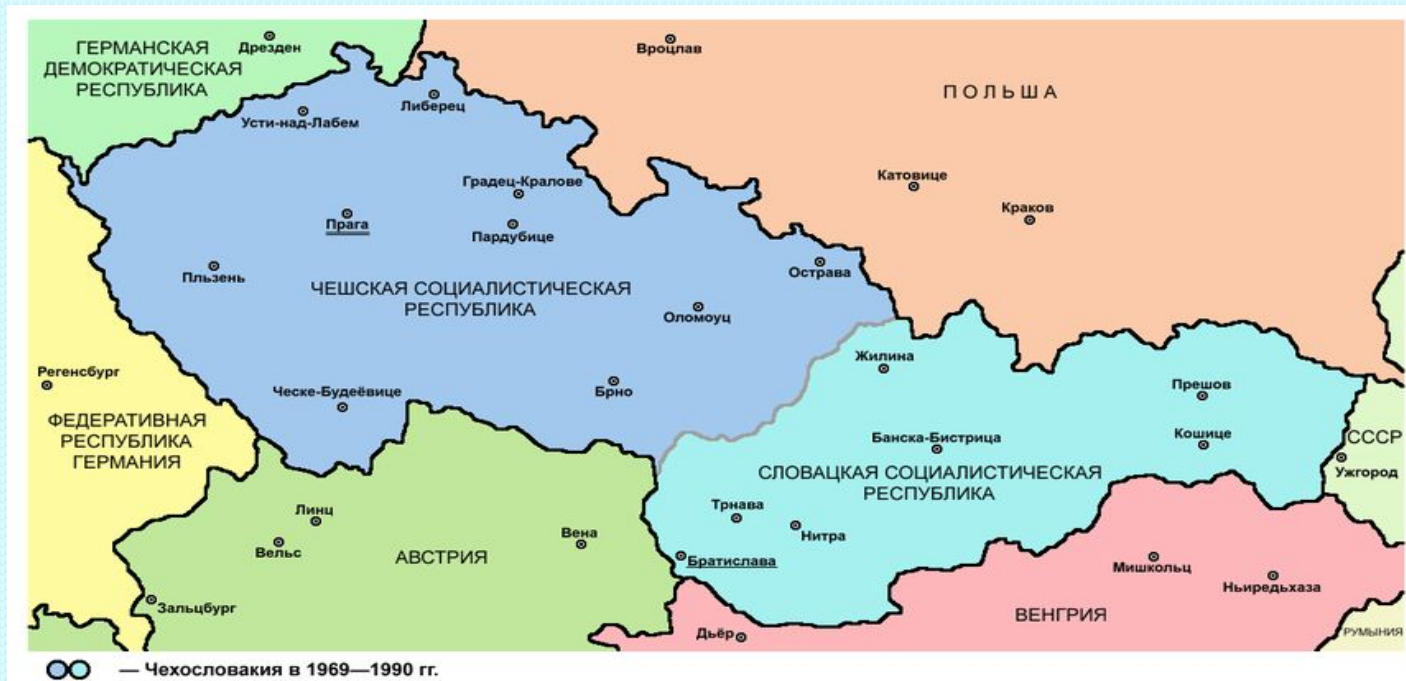 ГЕРМАНСКАЯ
ДЕМОКРАТИЧЕСКАЯ
РЕСПУБЛИКА
Дрезден
Вроцлав
ПОЛЬША
Либерец
Усти-над-Лабем
Градец-Кралове
Катовице
Краков
Прага
Пардубице
Пльзень
Острава
ЧЕШСКАЯ СОЦИАЛИСТИЧЕСКАЯ
РЕСПУБЛИКА
Оломоуц
Регенсбург
Жилина
Ческе-Будеёвице
Брно
Прешов
ФЕДЕРАТИВНАЯ
РЕСПУБЛИКА
ГЕРМАНИЯ
Банска-Бистрица
Кошице
СССР
Ужгород
СЛОВАЦКАЯ СОЦИАЛИСТИЧЕСКАЯ
РЕСПУБЛИКА
Линц
Трнава
Вена
Нитра
Вельс
АВСТРИЯ
Братислава
Мишкольц
Ньиредьхаза
Зальцбург
ВЕНГРИЯ
Дьёр
РУМЫНИЯ
— Чехословакия в 1969—1990 гг.